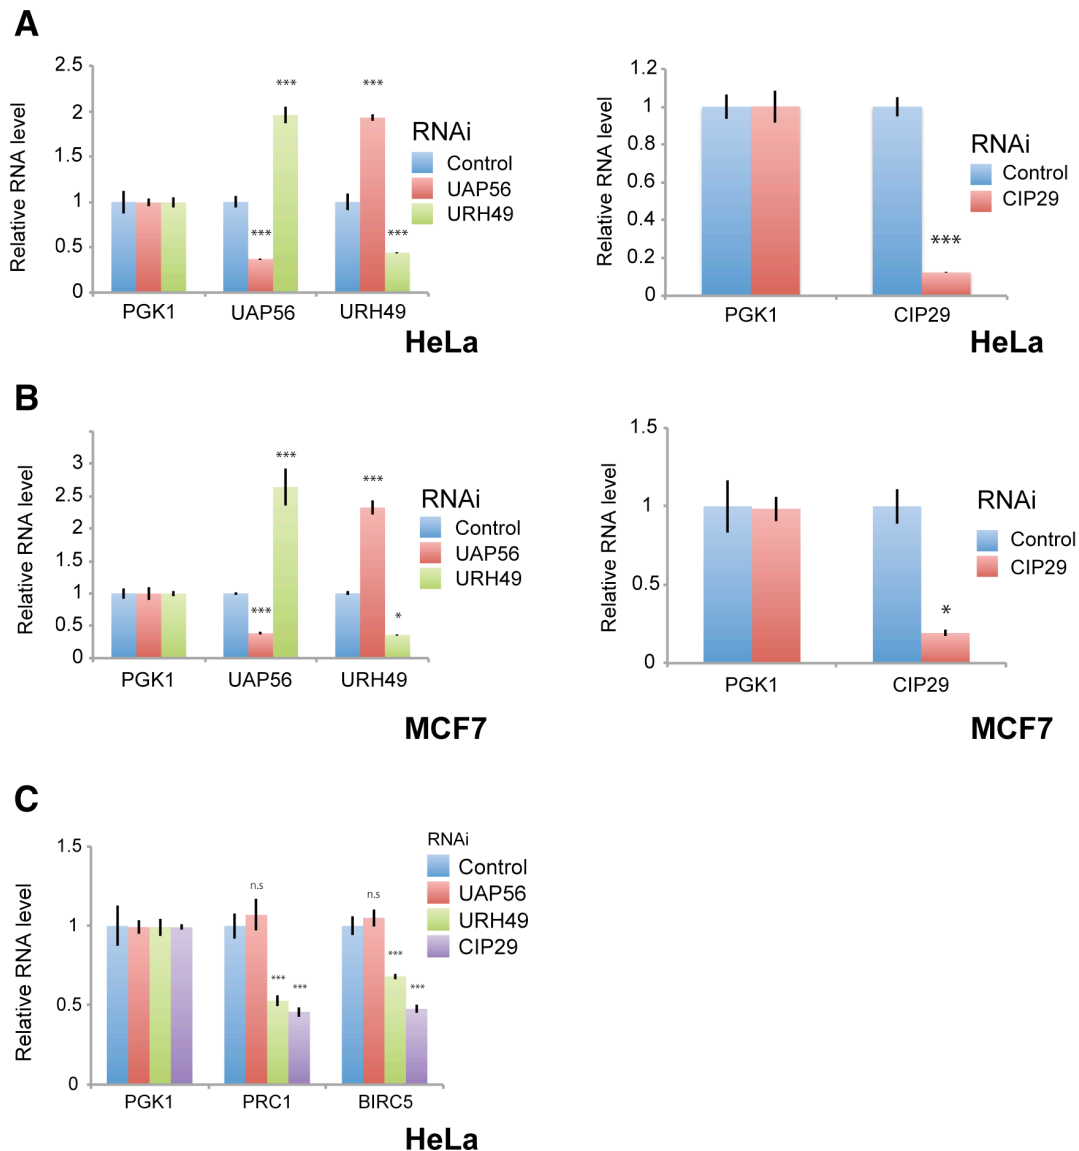 A
Relative RNA level
2.5
2
1.5
1
0.5
0
***
***
***
***
PGK1
UAP56
URH49
RNAi
Control
UAP56
URH49
HeLa
Relative RNA level
1.2
1
0.8
0.6
0.4
0.2
0
***
PGK1
CIP29
RNAi
Control
CIP29
HeLa
B
Relative RNA level
3
2.5
2
1.5
1
0.5
0
***
***
***
*
PGK1
UAP56
URH49
RNAi
Control
UAP56
URH49
MCF7
Relative RNA level
1.5
1
0.5
0
*
PGK1
CIP29
RNAi
Control
CIP29
MCF7
C
Relative RNA level
1.5
1
0.5
0
n.s
***
***
n.s
***
***
PGK1
PRC1
BIRC5
RNAi
Control
UAP56
URH49
CIP29
HeLa